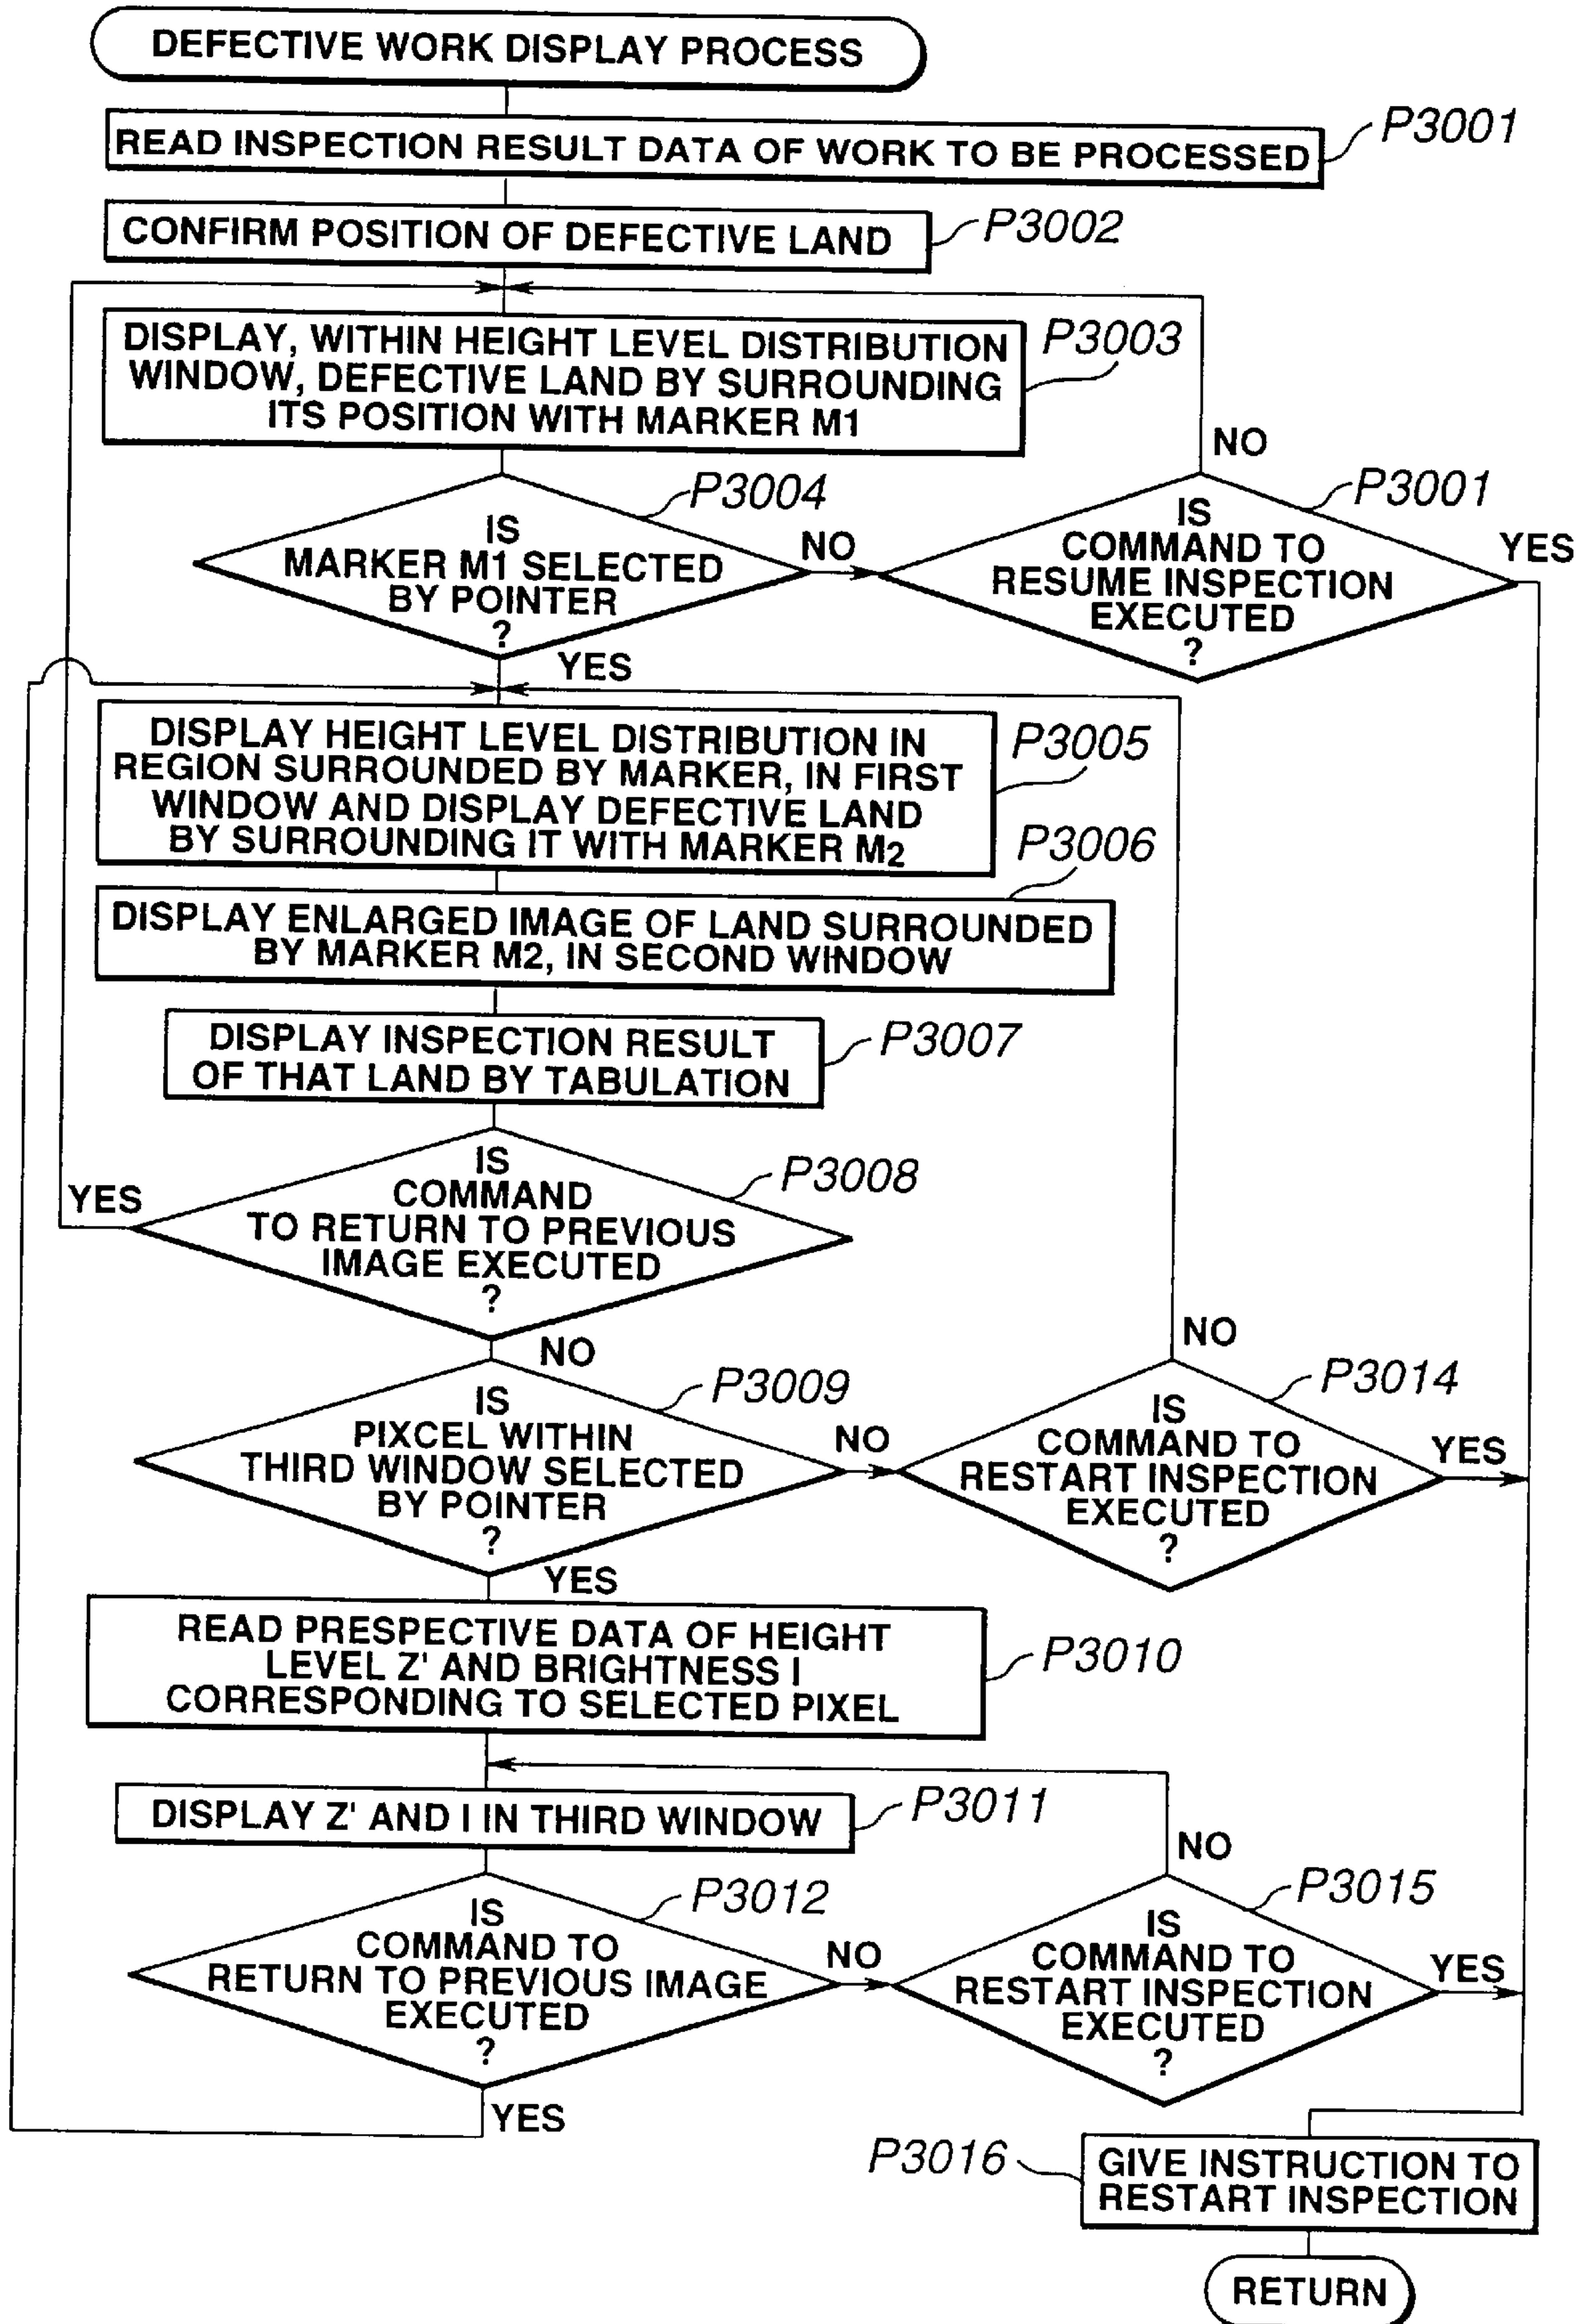 DEFECTIVE WORK DISPLAY PROCESS
READ INSPECTION RESULT DATA OF WORK TO BE PROCESSED
P3001
CONFIRM POSITION OF DEFECTIVE LAND
P3002
DISPLAY, WITHIN HEIGHT LEVEL DISTRIBUTION
WINDOW, DEFECTIVE LAND BY SURROUNDING
ITS POSITION WITH MARKER M1
P3003
IS
MARKER M1 SELECTED
BY POINTER
?
P3004
NO
YES
IS
COMMAND TO
RESUME INSPECTION
EXECUTED
?
P3001
NO
YES
DISPLAY HEIGHT LEVEL DISTRIBUTION IN
REGION SURROUNDED BY MARKER, IN FIRST
WINDOW AND DISPLAY DEFECTIVE LAND
BY SURROUNDING IT WITH MARKER M2
P3005
DISPLAY ENLARGED IMAGE OF LAND SURROUNDED
BY MARKER M2, IN SECOND WINDOW
P3006
DISPLAY INSPECTION RESULT
OF THAT LAND BY TABULATION
P3007
IS
COMMAND
TO RETURN TO PREVIOUS
IMAGE EXECUTED
?
P3008
YES
NO
IS
PIXCEL WITHIN
THIRD WINDOW SELECTED
BY POINTER
?
P3009
NO
YES
IS
COMMAND TO
RESTART INSPECTION
EXECUTED
?
P3014
NO
YES
READ PRESPECTIVE DATA OF HEIGHT
LEVEL Z' AND BRIGHTNESS I
CORRESPONDING TO SELECTED PIXEL
P3010
DISPLAY Z' AND I IN THIRD WINDOW
P3011
IS
COMMAND TO
RETURN TO PREVIOUS IMAGE
EXECUTED
?
P3012
NO
YES
IS
COMMAND TO
RESTART INSPECTION
EXECUTED
?
P3015
NO
YES
P3016
GIVE INSTRUCTION TO
RESTART INSPECTION
RETURN